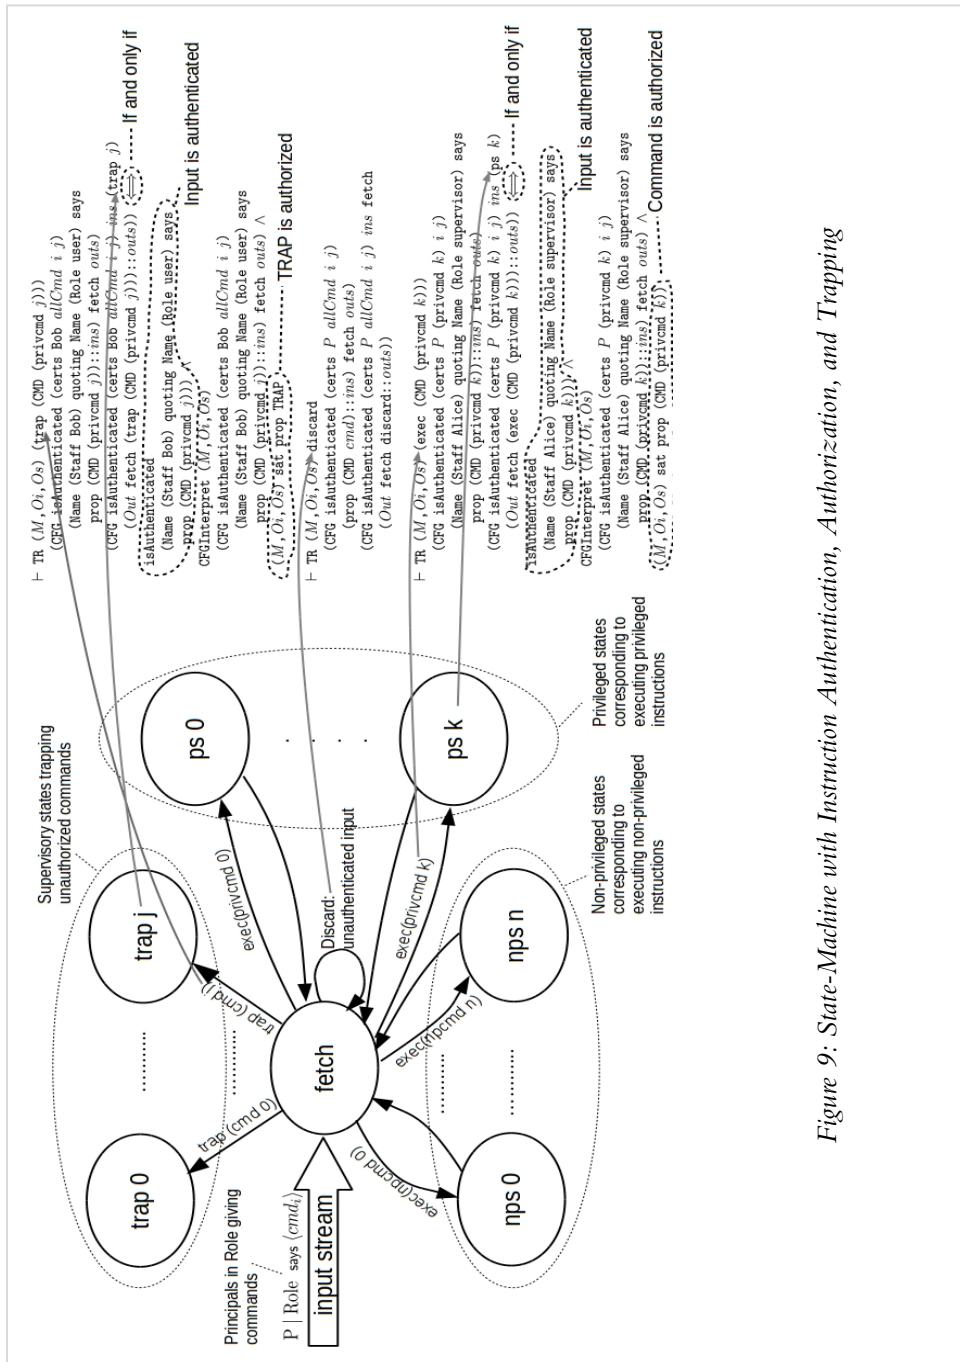 Supervisory states trapping
unauthorized commands
trap 0
trap j
ps 0
ps k
fetch
nps 0
nps n
trap (cmd 0)
trap (cmd j)
exec(privcmd 0)
Discard:
unauthenticated input
exec(privcmd k)
exec(npcmd n)
exec(npcmd 0)
Principals in Role giving
commands
P | Role says ⟨cmdᵢ⟩
input stream
Privileged states
corresponding to
executing privileged
instructions
Non-privileged states
corresponding to
executing non-privileged
instructions
⊢ TR (M,Oi,Os) (trap (CMD (privcmd j)))
(CFG isAuthenticated (certs Bob allCmd i j)
(Name (Staff Bob) quoting Name (Role user) says
prop (CMD (privcmd j))::ins) fetch outs)
(CFG isAuthenticated (certs Bob allCmd i j) ins (trap j)
(Out fetch (trap (CMD (privcmd j)))::outs)) ⟺ If and only if
isAuthenticated
(Name (Staff Bob) quoting Name (Role user) says
prop (CMD (privcmd j))) ∧
Input is authenticated
CFGInterpret (M,Oi,Os)
(CFG isAuthenticated (certs Bob allCmd i j)
(Name (Staff Bob) quoting Name (Role user) says
prop (CMD (privcmd j))::ins) fetch outs) ∧
(M,Oi,Os) sat prop TRAP
TRAP is authorized
⊢ TR (M,Oi,Os) discard
(CFG isAuthenticated (certs P allCmd i j)
(prop (CMD cmd)::ins) fetch outs)
(CFG isAuthenticated (certs P allCmd i j) ins fetch
(Out fetch discard::outs))
⊢ TR (M,Oi,Os) (exec (CMD (privcmd k)))
(CFG isAuthenticated (certs P (privcmd k) i j)
(Name (Staff Alice) quoting Name (Role supervisor) says
prop (CMD (privcmd k))::ins) fetch outs)
(CFG isAuthenticated (certs P (privcmd k) i j) ins (ps k)
(Out fetch (exec (CMD (privcmd k)))::outs)) ⟺ If and only if
isAuthenticated
(Name (Staff Alice) quoting Name (Role supervisor) says
prop (CMD (privcmd k))) ∧
Input is authenticated
CFGInterpret (M,Oi,Os)
(CFG isAuthenticated (certs P (privcmd k) i j)
(Name (Staff Alice) quoting Name (Role supervisor) says
prop (CMD (privcmd k))::ins) fetch outs) ∧
(M,Oi,Os) sat prop (CMD (privcmd k))
Command is authorized
Figure 9: State-Machine with Instruction Authentication, Authorization, and Trapping